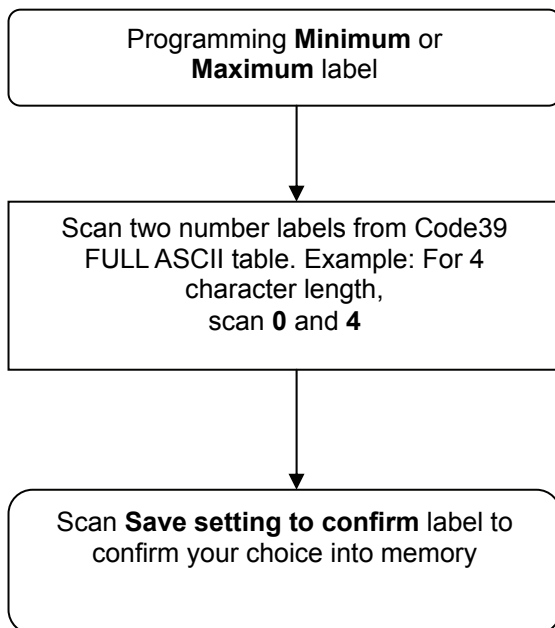 Programming Minimum or
Maximum label
Scan two number labels from Code39
FULL ASCII table. Example: For 4
character length,
scan 0 and 4
Scan Save setting to confirm label to
confirm your choice into memory